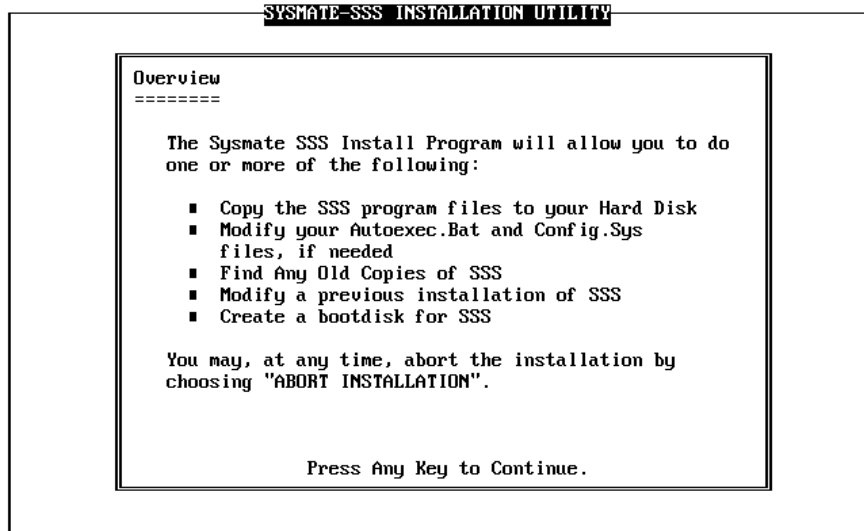 SYSMATE-SSS INSTALLATION UTILITY
Overview
========
The Sysmate SSS Install Program will allow you to do
one or more of the following:
■ Copy the SSS program files to your Hard Disk
■ Modify your Autoexec.Bat and Config.Sys
files, if needed
■ Find Any Old Copies of SSS
■ Modify a previous installation of SSS
■ Create a bootdisk for SSS
You may, at any time, abort the installation by
choosing "ABORT INSTALLATION".
Press Any Key to Continue.